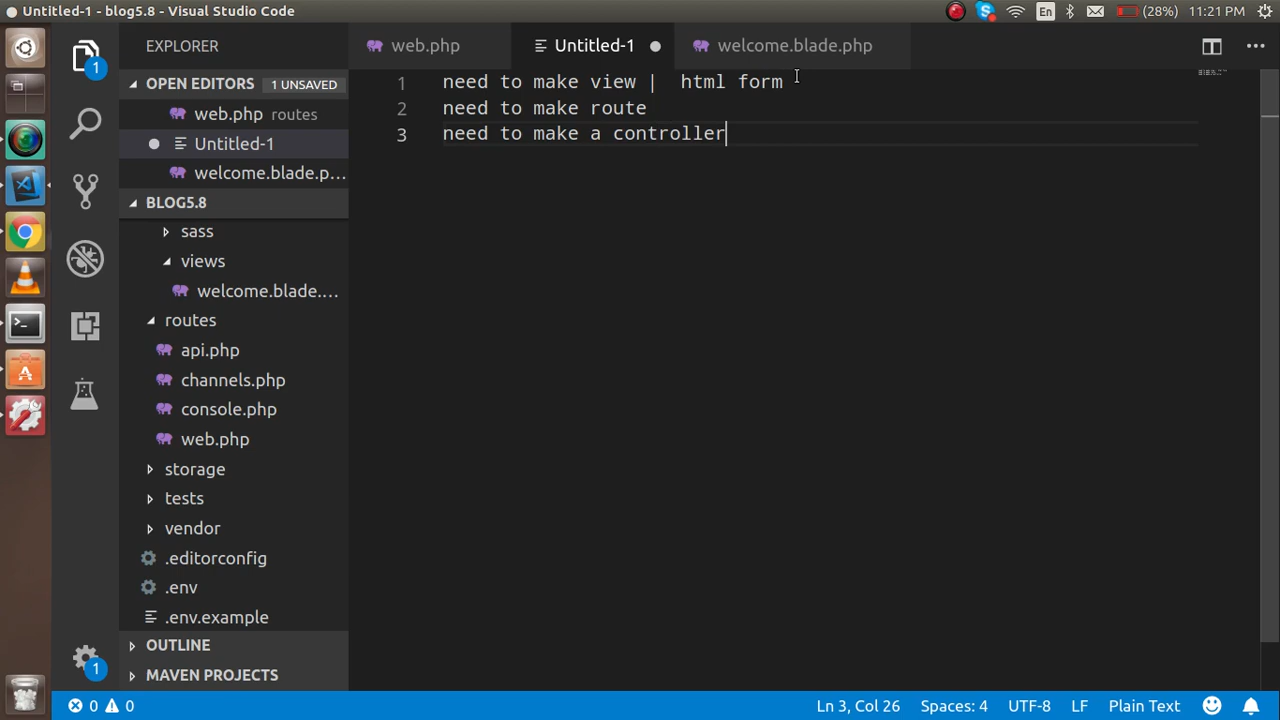 Untitled-1 - blog5.8 - Visual Studio Code
En
(28%)
11:21 PM
EXPLORER
web.php
Untitled-1
welcome.blade.php
OPEN EDITORS
1 UNSAVED
web.php routes
Untitled-1
welcome.blade.p...
BLOG5.8
sass
views
welcome.blade....
routes
api.php
channels.php
console.php
web.php
storage
tests
vendor
.editorconfig
.env
.env.example
OUTLINE
MAVEN PROJECTS
1
1
1 need to make view | html form
2 need to make route
3 need to make a controller
0 0
Ln 3, Col 26
Spaces: 4
UTF-8
LF
Plain Text